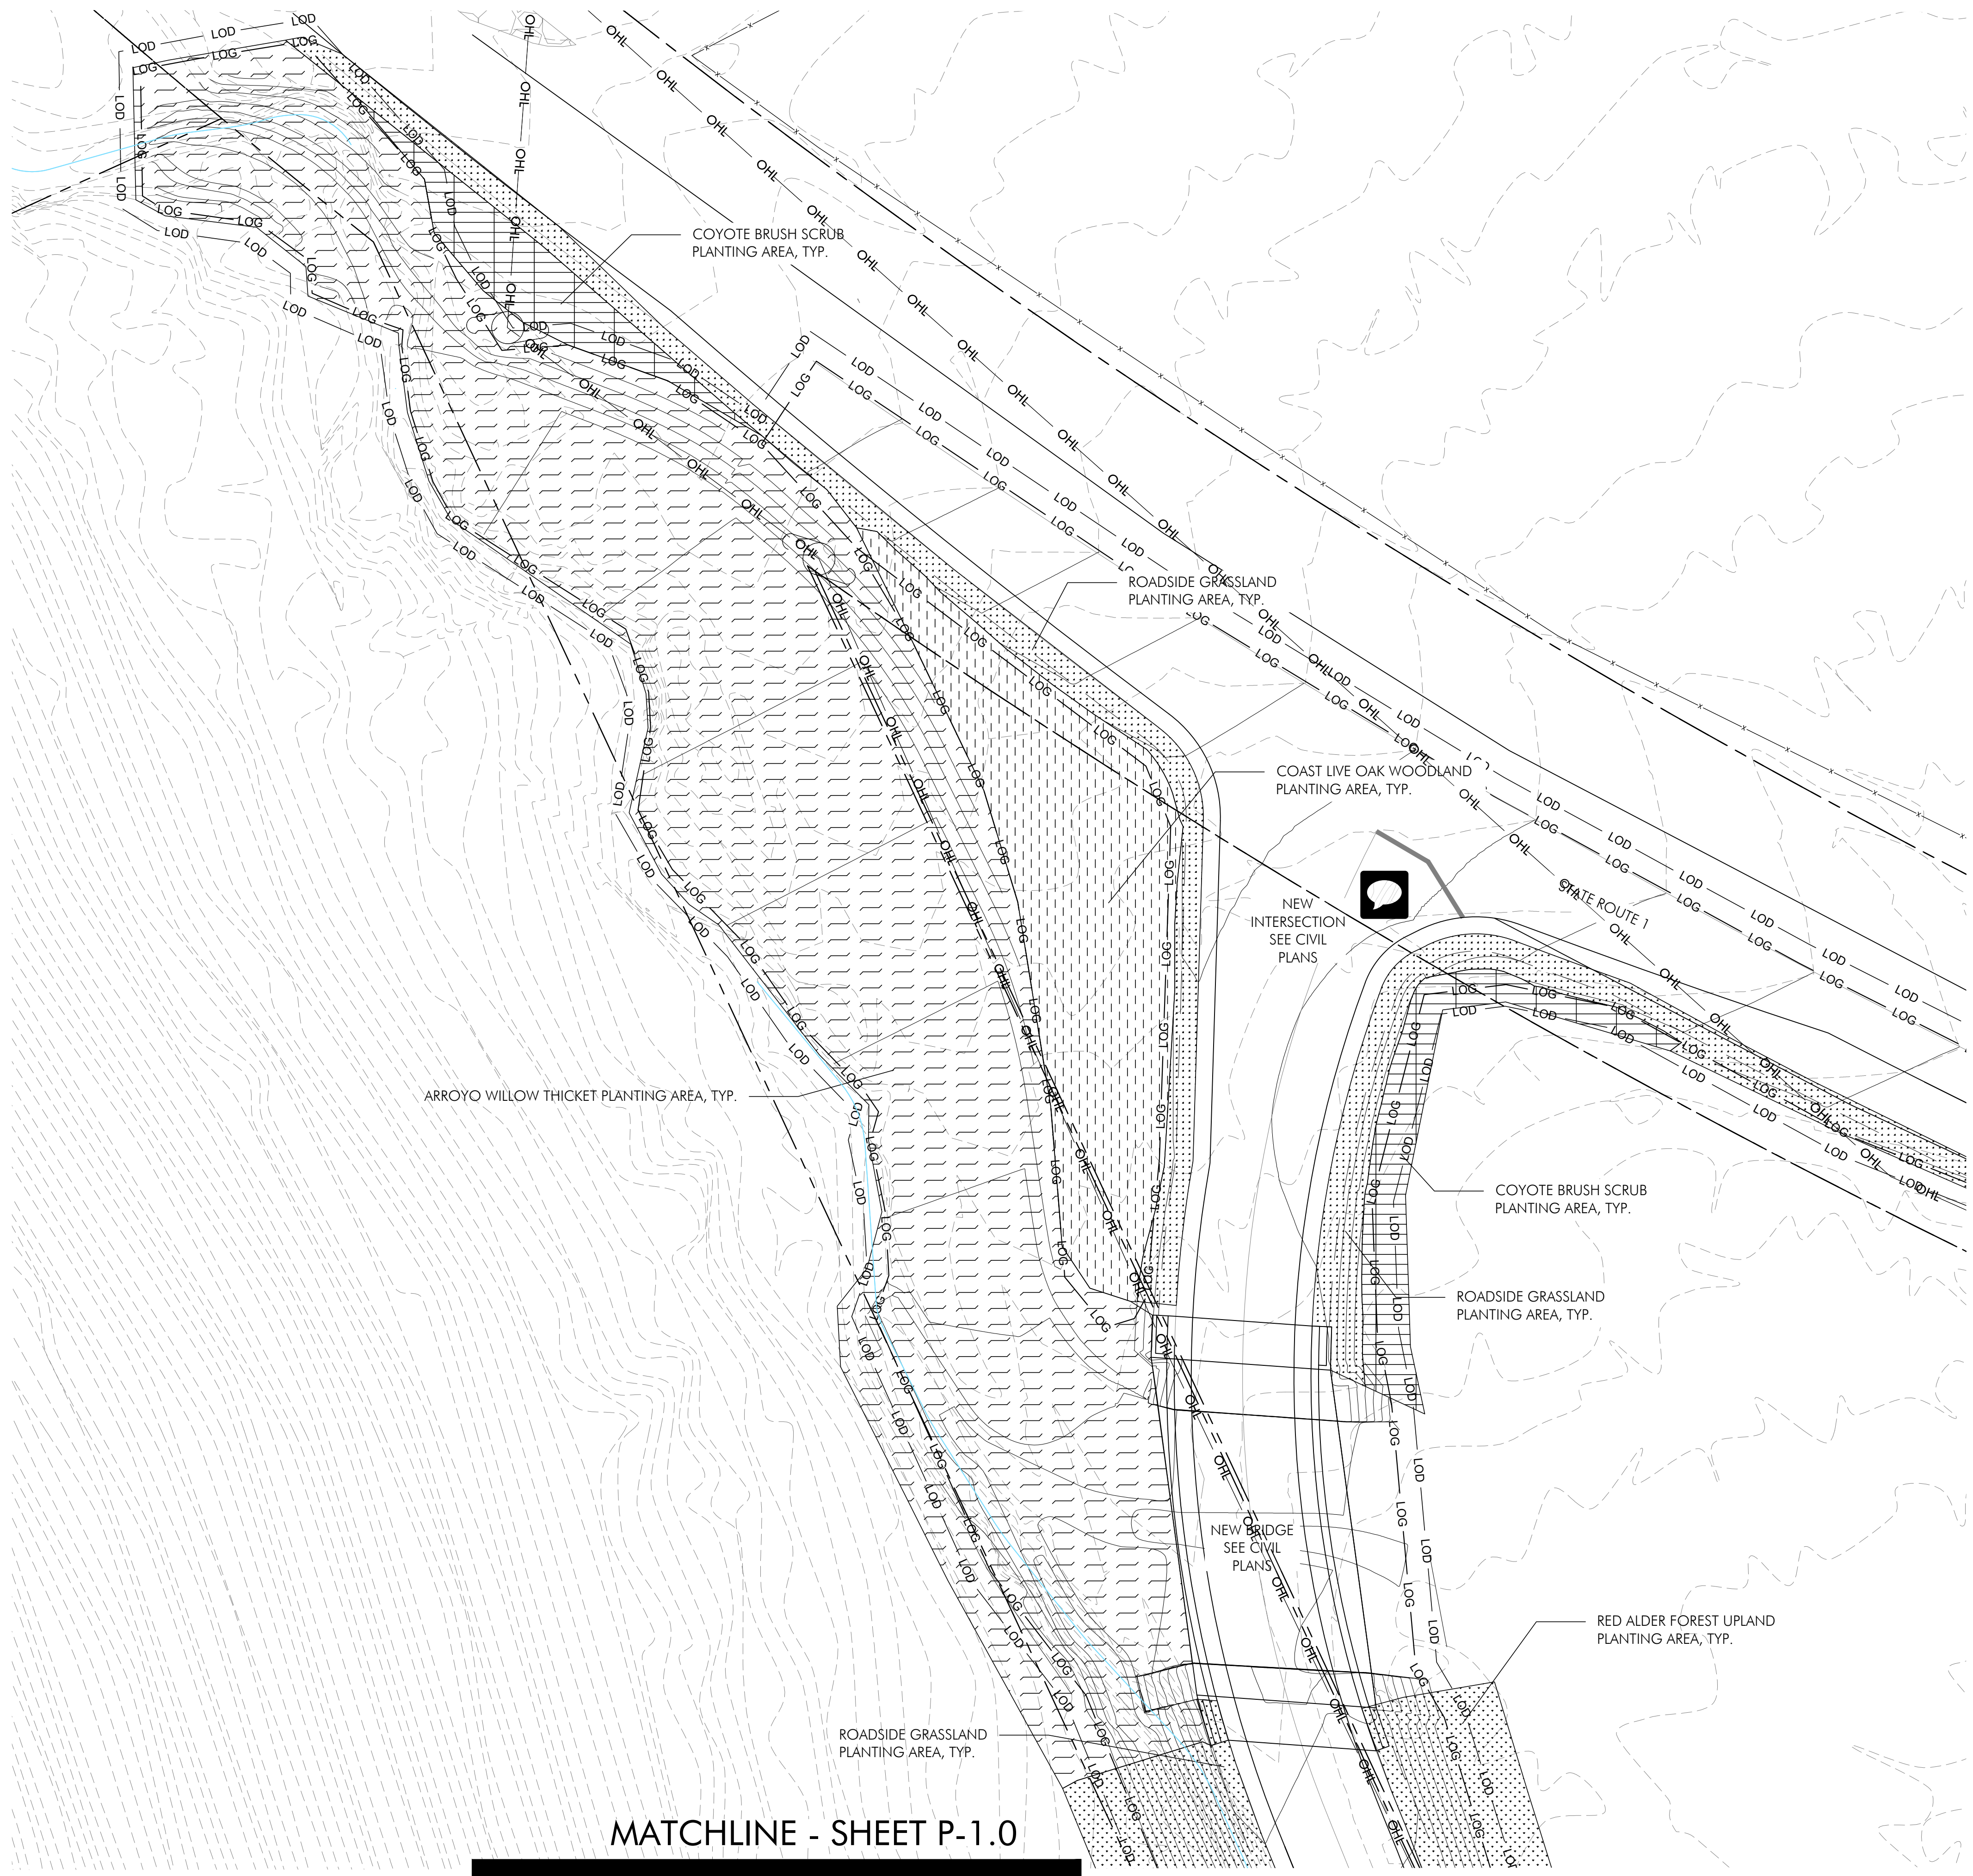 COYOTE BRUSH SCRUB
PLANTING AREA, TYP.
ROADSIDE GRASSLAND
PLANTING AREA, TYP.
COAST LIVE OAK WOODLAND
PLANTING AREA, TYP.
NEW
INTERSECTION
SEE CIVIL
PLANS
STATE ROUTE 1
ARROYO WILLOW THICKET PLANTING AREA, TYP.
COYOTE BRUSH SCRUB
PLANTING AREA, TYP.
ROADSIDE GRASSLAND
PLANTING AREA, TYP.
NEW BRIDGE
SEE CIVIL
PLANS
RED ALDER FOREST UPLAND
PLANTING AREA, TYP.
ROADSIDE GRASSLAND
PLANTING AREA, TYP.
MATCHLINE - SHEET P-1.0
LOD
LOG
OHL